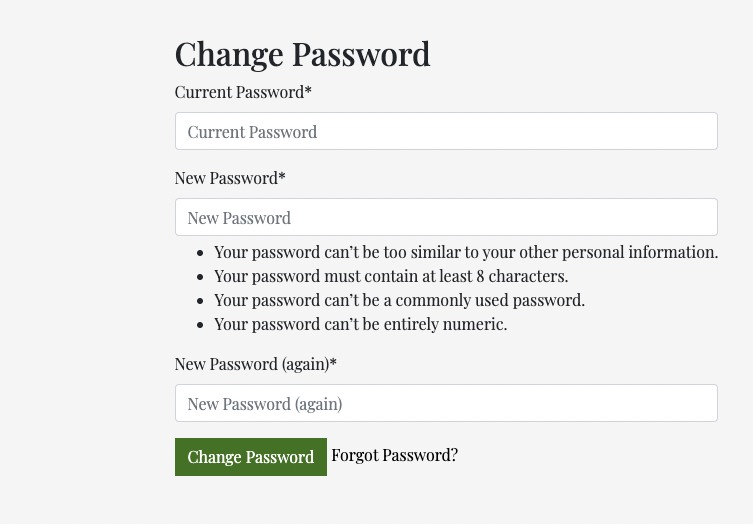 Change Password
Current Password*
Current Password
New Password*
New Password
• Your password can’t be too similar to your other personal information.
• Your password must contain at least 8 characters.
• Your password can’t be a commonly used password.
• Your password can’t be entirely numeric.
New Password (again)*
New Password (again)
Change Password Forgot Password?